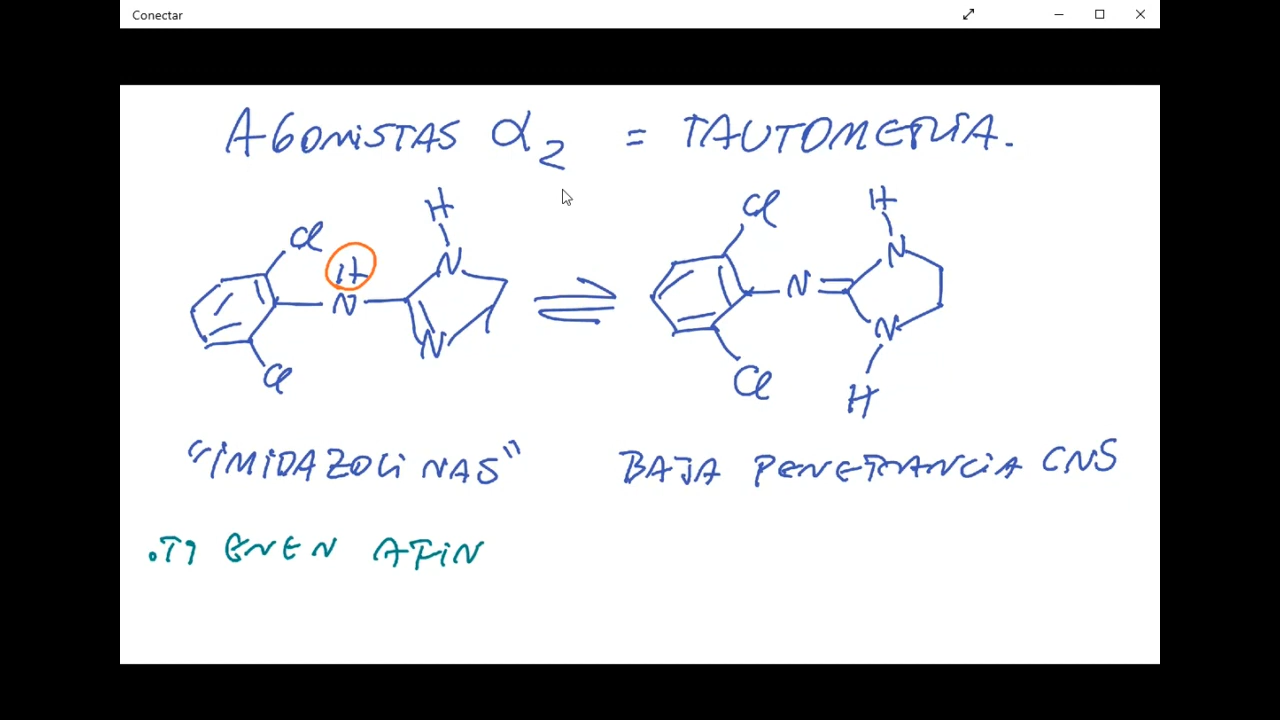 Conectar
AGONISTAS α2 = TAUTOMERIA.
Cl H Cl H
H N N
N N N N
Cl Cl H
"IMIDAZOLINAS" BAJA PENETRANCIA CNS
.TIENEN AFIN